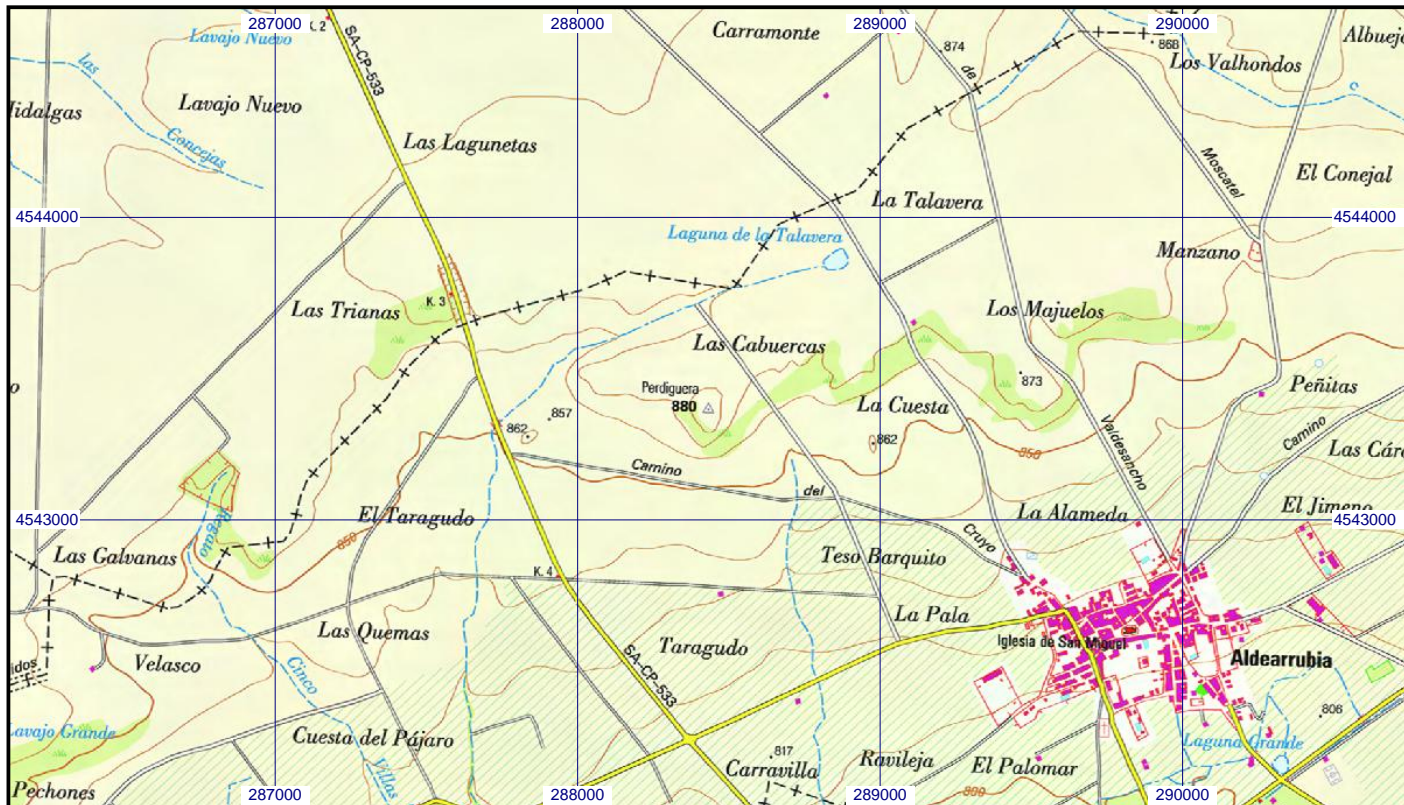 287000
288000
289000
290000
K. 2
Lavajo Nuevo
SA-CP-533
Carramonte
874
de
868
Los Valhondos
las
Lavajo Nuevo
Concejas
Las Lagunetas
Moscatel
El Conejal
La Talavera
4544000
4544000
Laguna de la Talavera
Manzano
K. 3
Las Trianas
Los Majuelos
Las Cabuercas
Perdiguera
880
873
Peñitas
857
La Cuesta
862
862
Valdesancho
Camino
850
Las Cárc
Camino
del
El Jimeno
4543000
4543000
El Taragudo
La Alameda
Regato
850
Cruyo
Las Galvanas
Teso Barquito
K. 4
La Pala
Las Quemas
Taragudo
Iglesia de San Miguel
Velasco
Aldearrubia
idos
Cinco
SA-CP-533
806
Cuesta del Pájaro
Laguna Grande
817
Villas
Carravilla
Ravileja
El Palomar
Pechones
800
287000
288000
289000
290000